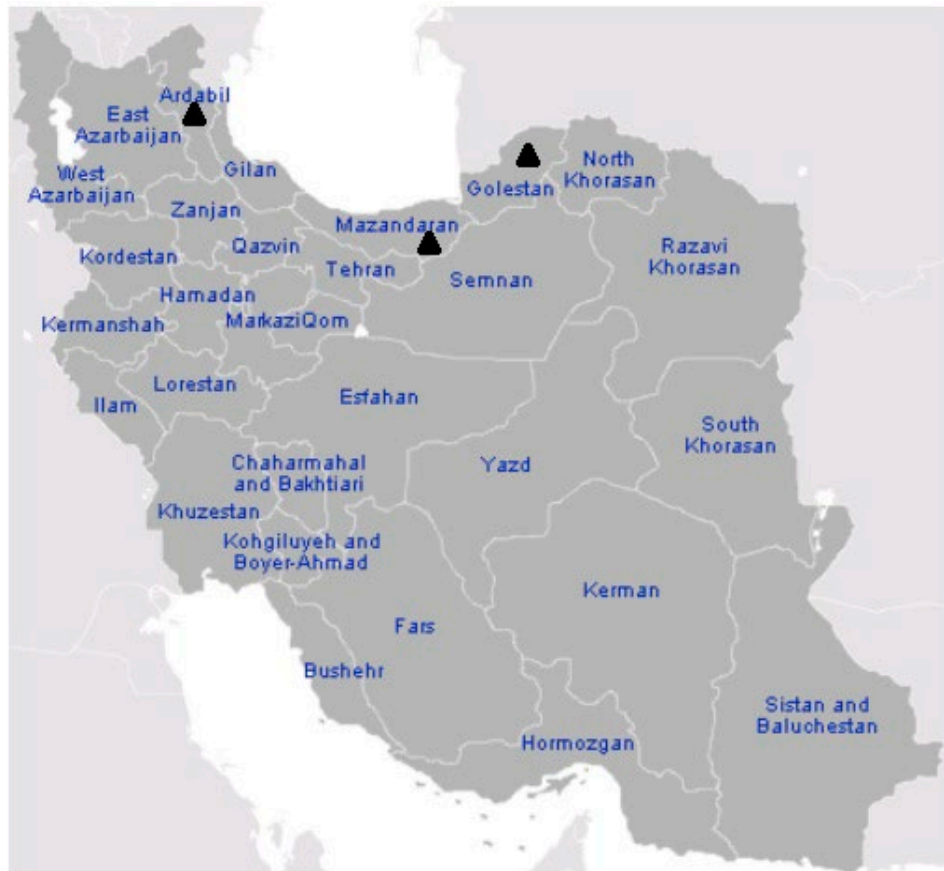 Ardabil
East
Azarbaijan
West
Azarbaijan
Gilan
Zanjan
Mazandaran
Golestan
North
Khorasan
Kordestan
Qazvin
Tehran
Semnan
Razavi
Khorasan
Hamadan
Kermanshah
Markazi
Qom
Ilam
Lorestan
Esfahan
South
Khorasan
Chaharmahal
and Bakhtiari
Yazd
Khuzestan
Kohgiluyeh and
Boyer-Ahmad
Kerman
Fars
Bushehr
Hormozgan
Sistan and
Baluchestan